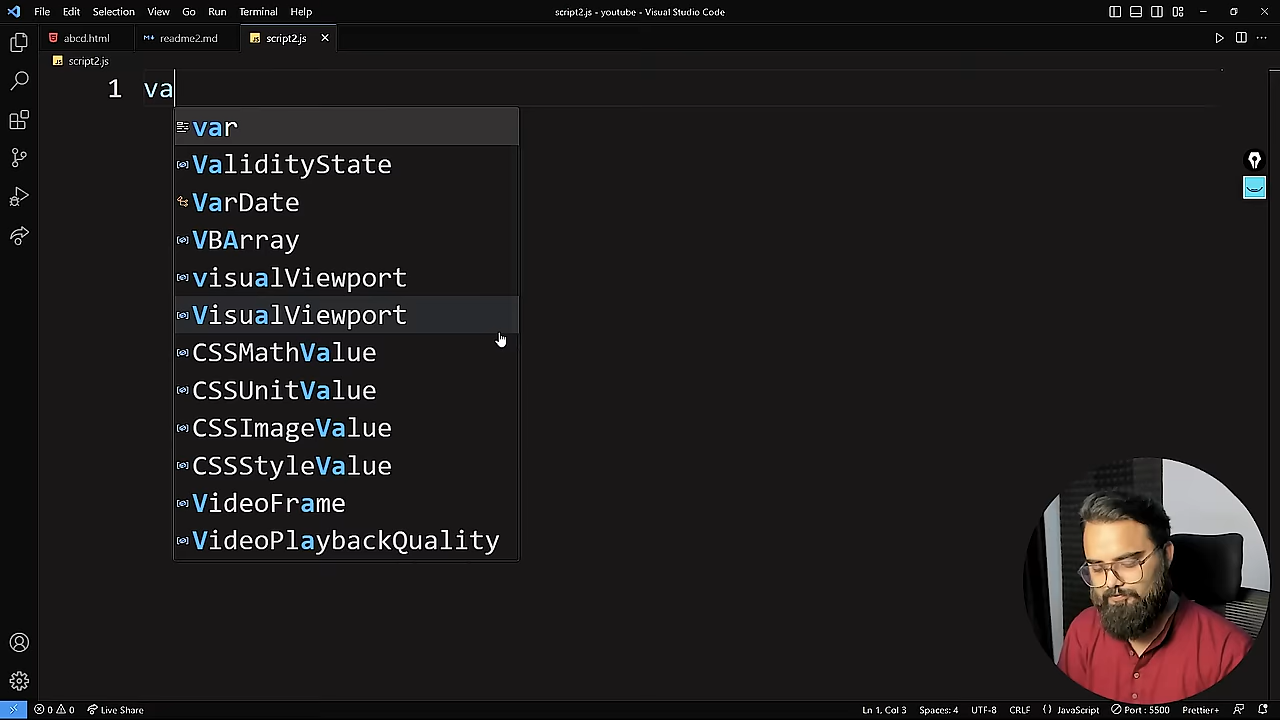 File Edit Selection View Go Run Terminal Help
script2.js - youtube - Visual Studio Code
abcd.html
readme2.md
script2.js
script2.js
1 va
var
ValidityState
VarDate
VBArray
visualViewport
VisualViewport
CSSMathValue
CSSUnitValue
CSSImageValue
CSSStyleValue
VideoFrame
VideoPlaybackQuality
0 0 Live Share
Ln 1, Col 3 Spaces: 4 UTF-8 CRLF {} JavaScript Port : 5500 Prettier+